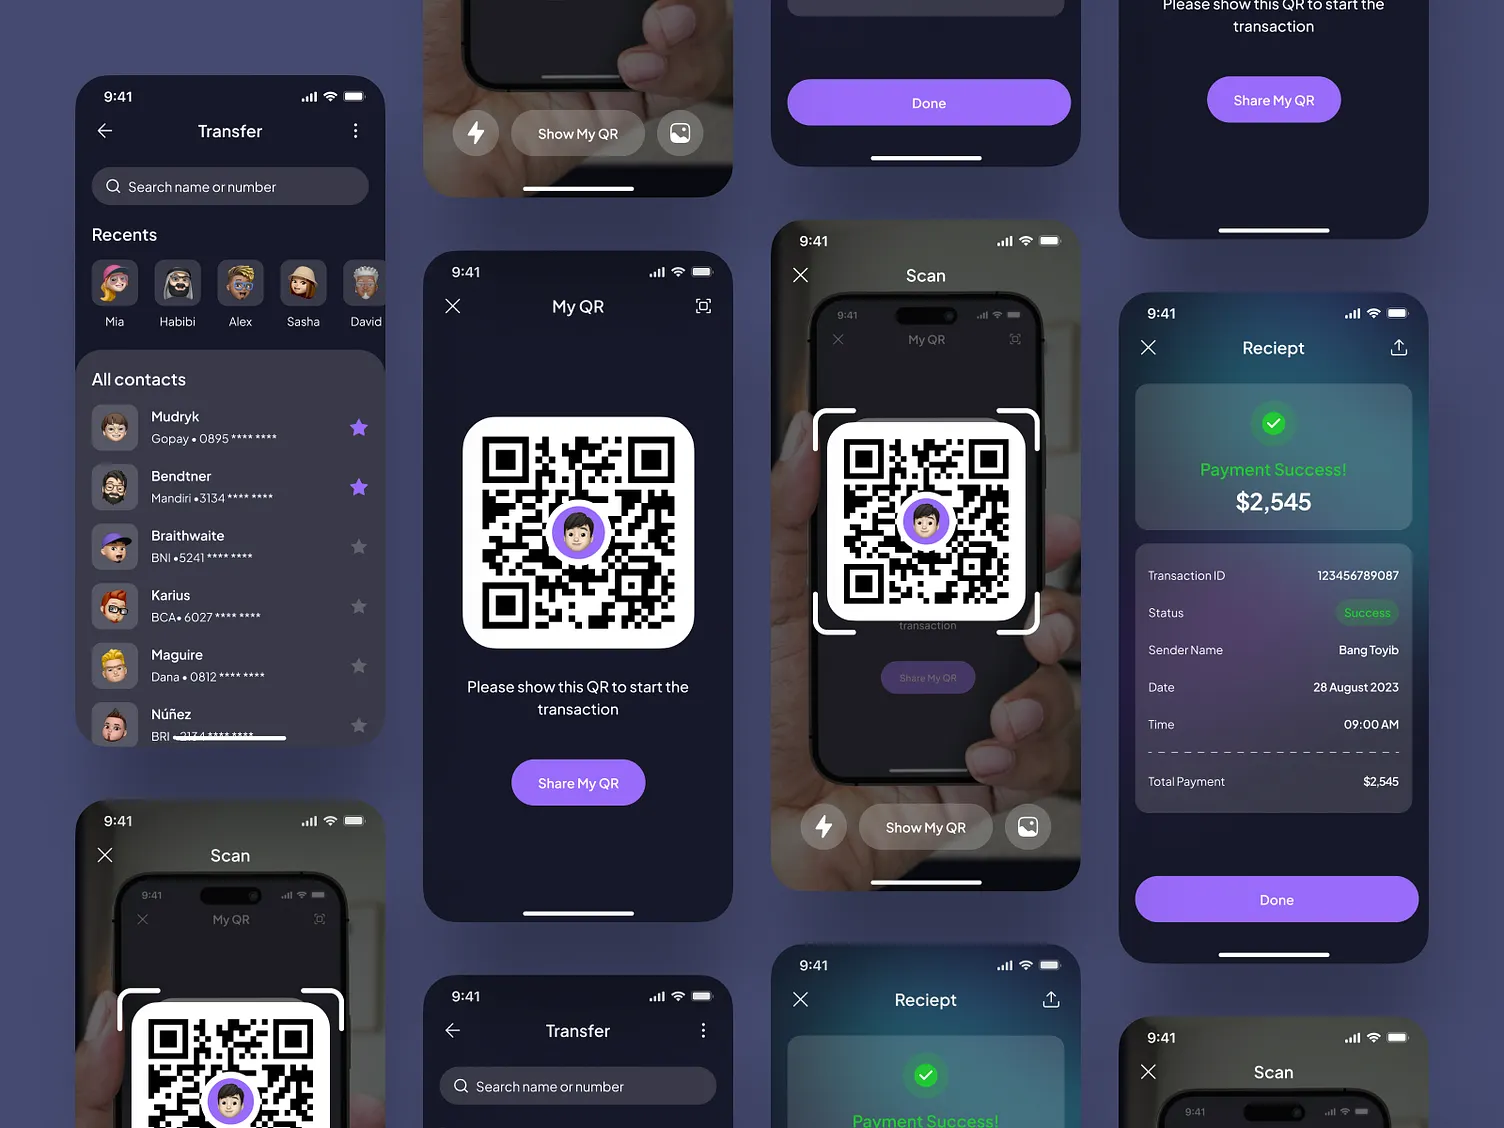 9:41
Transfer
Search name or number
Recents
Mia
Habibi
Alex
Sasha
David
All contacts
Mudryk
Gopay • 0895 **** ****
Bendtner
Mandiri •3134 **** ****
Braithwaite
BNI •5241 **** ****
Karius
BCA• 6027 **** ****
Maguire
Dana • 0812 **** ****
Núñez
BRI •2134 **** ****
9:41
Scan
9:41
My QR
Show My QR
9:41
My QR
Please show this QR to start the
transaction
Share My QR
9:41
Transfer
Search name or number
Done
9:41
Scan
9:41
My QR
transaction
Share My QR
Show My QR
9:41
Reciept
Payment Success!
Please show this QR to start the
transaction
Share My QR
9:41
Reciept
Payment Success!
$2,545
Transaction ID 123456789087
Status Success
Sender Name Bang Toyib
Date 28 August 2023
Time 09:00 AM
Total Payment $2,545
Done
9:41
Scan
9:41